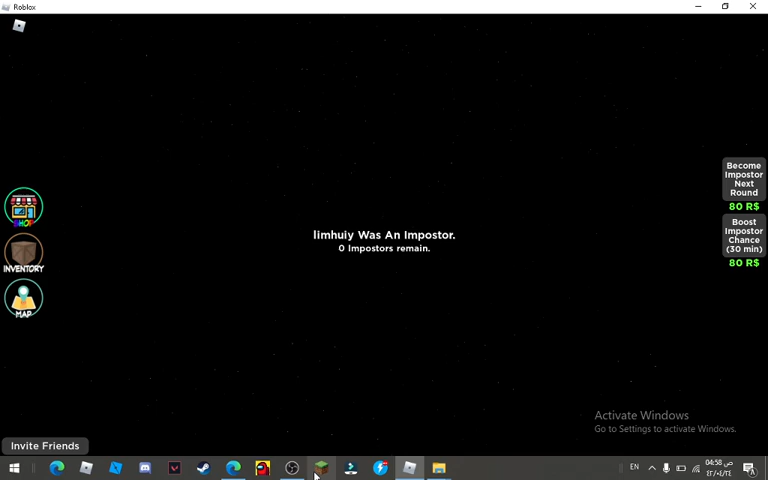 Roblox
Become
Impostor
Next
Round
80 R$
Boost
Impostor
Chance
(30 min)
80 R$
SHOP
INVENTORY
MAP
limhuiy Was An Impostor.
0 Impostors remain.
Activate Windows
Go to Settings to activate Windows.
Invite Friends
EN
04:58 ص